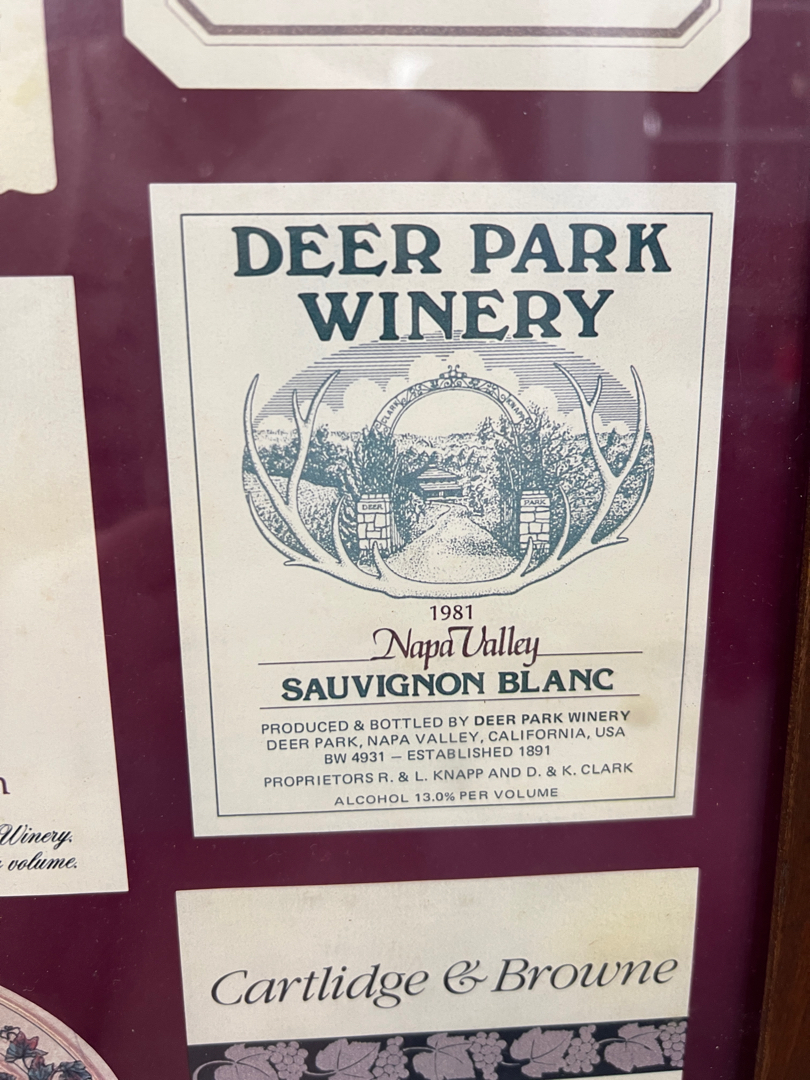 DEER PARK
WINERY
CLARK KNAPP
DEER
PARK
1981
Napa Valley
SAUVIGNON BLANC
PRODUCED & BOTTLED BY DEER PARK WINERY
DEER PARK, NAPA VALLEY, CALIFORNIA, USA
BW 4931 – ESTABLISHED 1891
PROPRIETORS R. & L. KNAPP AND D. & K. CLARK
ALCOHOL 13.0% PER VOLUME
Winery.
volume.
Cartlidge & Browne